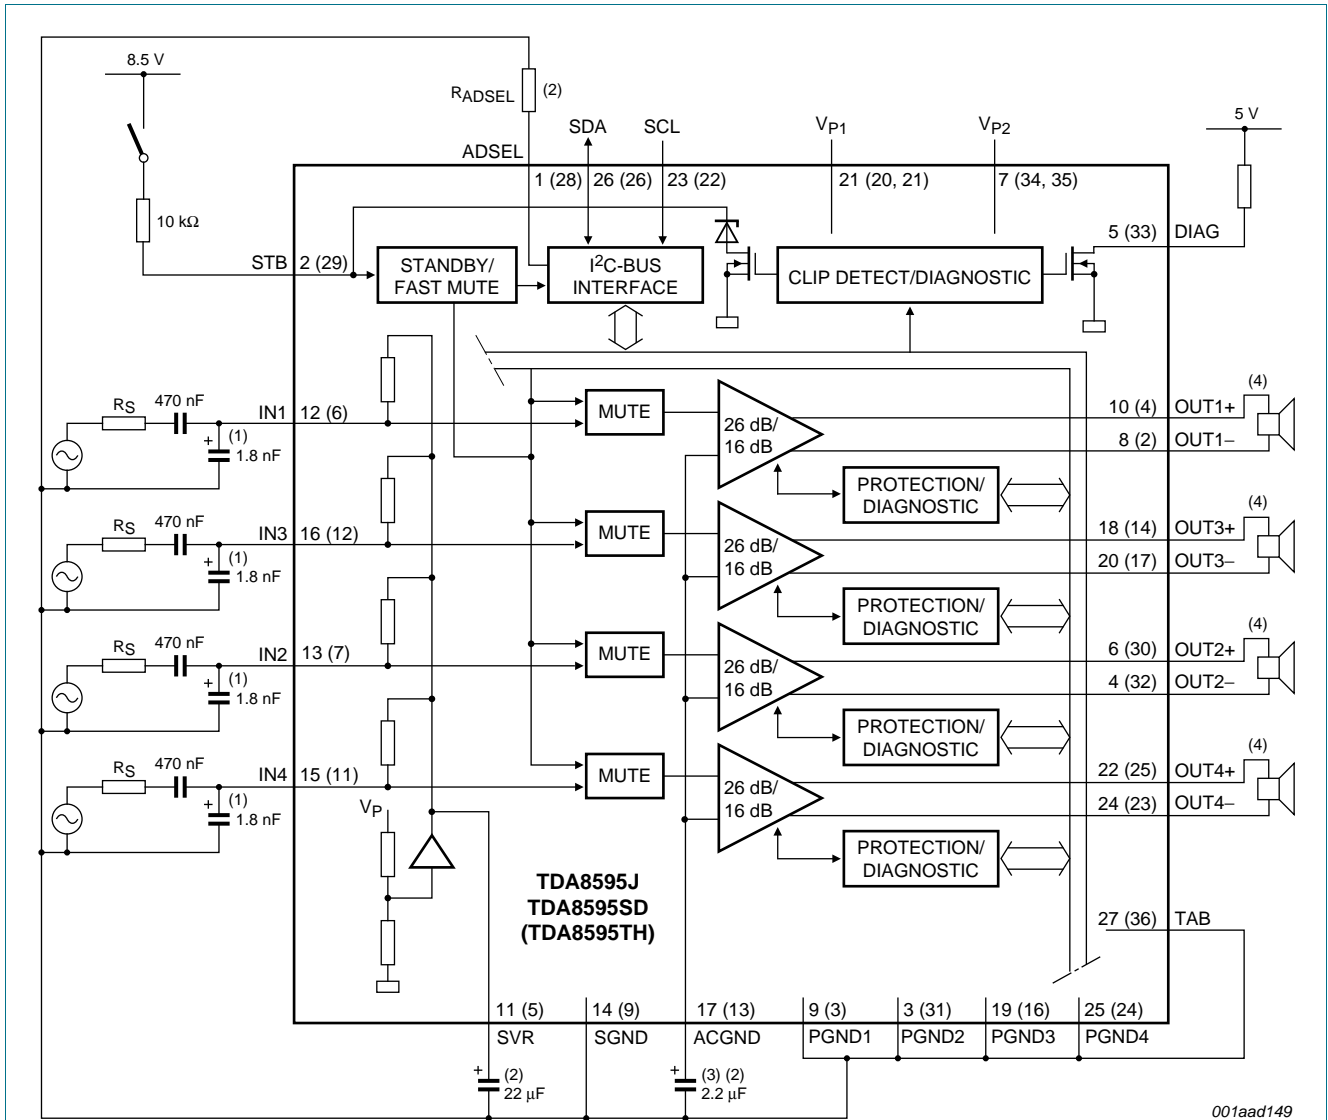 8.5 V
RADSEL
(2)
5 V
SDA
SCL
VP1
VP2
ADSEL
1 (28)
26 (26)
23 (22)
21 (20, 21)
7 (34, 35)
10 kΩ
5 (33)
DIAG
STB
2 (29)
STANDBY/
FAST MUTE
I2C-BUS
INTERFACE
CLIP DETECT/DIAGNOSTIC
RS
470 nF
IN1
12 (6)
+
(1)
1.8 nF
MUTE
26 dB/
16 dB
10 (4)
OUT1+
(4)
8 (2)
OUT1−
PROTECTION/
DIAGNOSTIC
RS
470 nF
IN3
16 (12)
+
(1)
1.8 nF
MUTE
26 dB/
16 dB
18 (14)
OUT3+
(4)
20 (17)
OUT3−
PROTECTION/
DIAGNOSTIC
RS
470 nF
IN2
13 (7)
+
(1)
1.8 nF
MUTE
26 dB/
16 dB
6 (30)
OUT2+
(4)
4 (32)
OUT2−
PROTECTION/
DIAGNOSTIC
RS
470 nF
IN4
15 (11)
+
(1)
1.8 nF
MUTE
26 dB/
16 dB
22 (25)
OUT4+
(4)
24 (23)
OUT4−
PROTECTION/
DIAGNOSTIC
VP
TDA8595J
TDA8595SD
(TDA8595TH)
27 (36)
TAB
11 (5)
14 (9)
17 (13)
9 (3)
3 (31)
19 (16)
25 (24)
SVR
SGND
ACGND
PGND1
PGND2
PGND3
PGND4
+
(2)
22 μF
+
(3) (2)
2.2 μF
001aad149